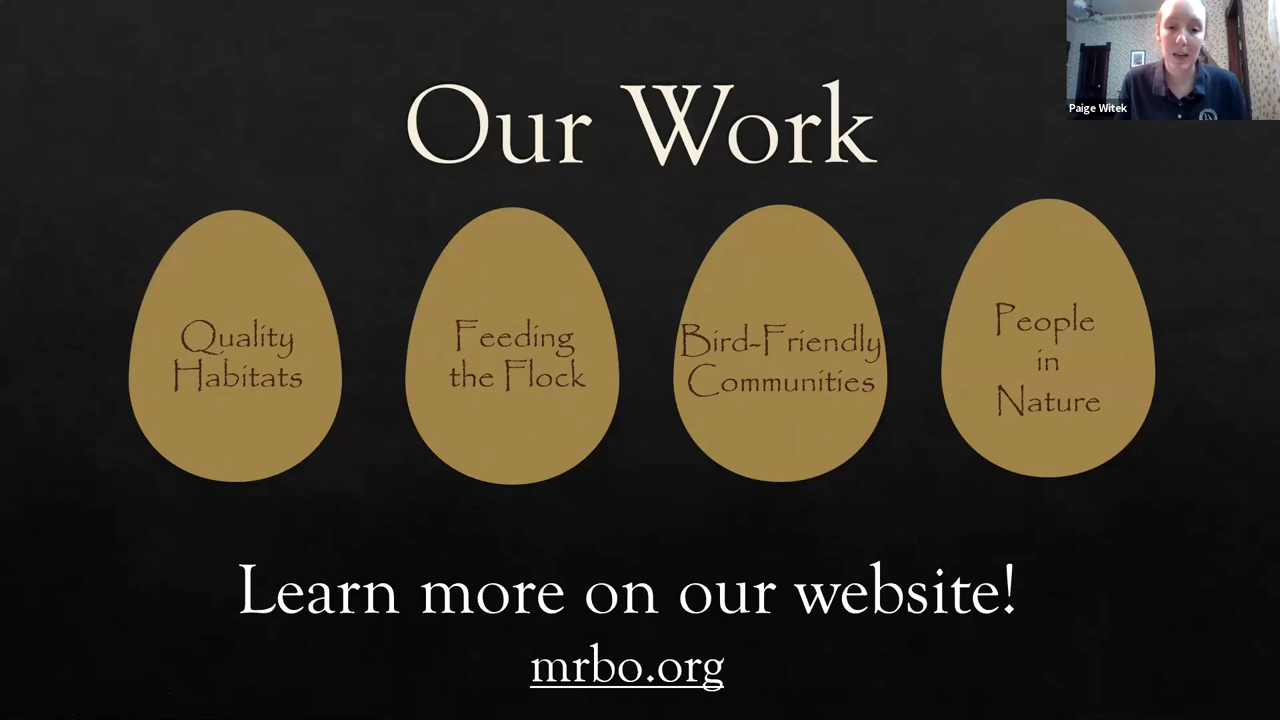 Our Work
Paige Witek
Quality
Habitats
Feeding
the Flock
Bird-Friendly
Communities
People
in
Nature
Learn more on our website!
mrbo.org